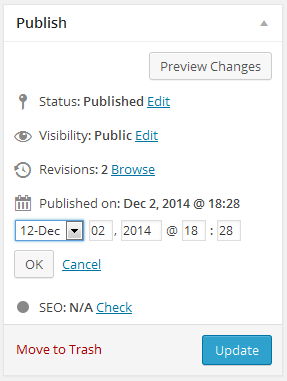 Publish
Preview Changes
Status: Published Edit
Visibility: Public Edit
Revisions: 2 Browse
Published on: Dec 2, 2014 @ 18:28
12-Dec 02 , 2014 @ 18 : 28
OK Cancel
SEO: N/A Check
Move to Trash Update